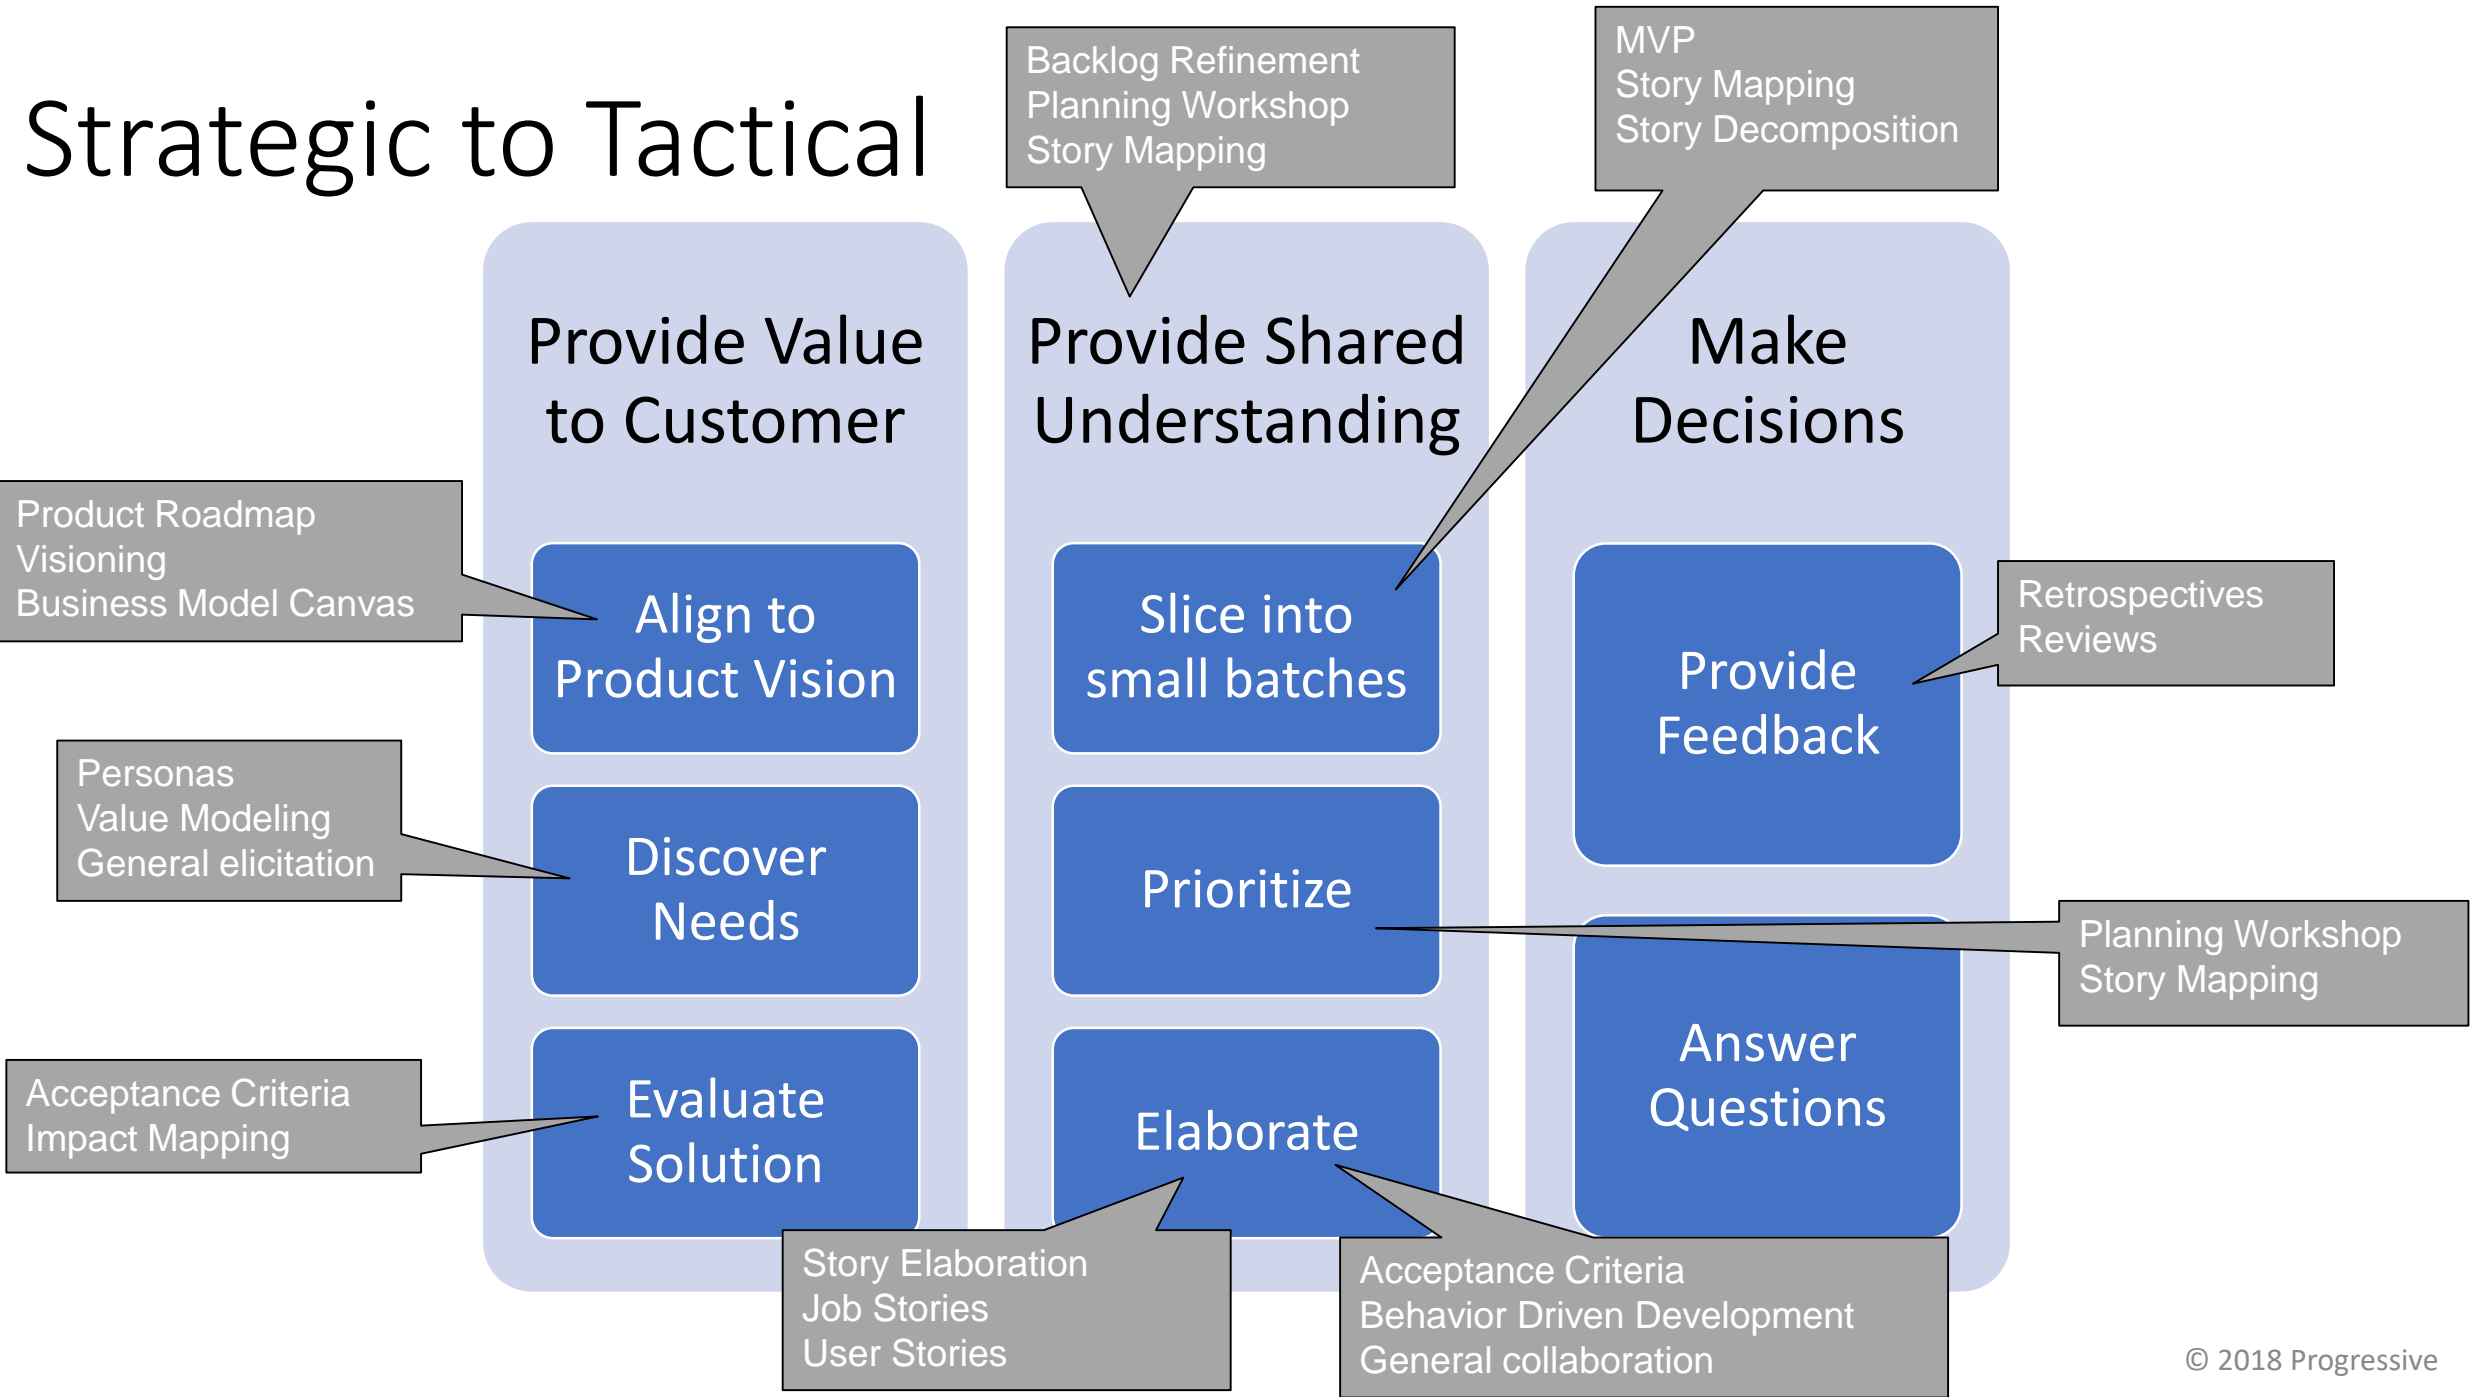 Strategic to Tactical
Backlog Refinement
Planning Workshop
Story Mapping
MVP
Story Mapping
Story Decomposition
Provide Value
to Customer
Provide Shared
Understanding
Make
Decisions
Product Roadmap
Visioning
Business Model Canvas
Align to
Product Vision
Slice into
small batches
Provide
Feedback
Retrospectives
Reviews
Personas
Value Modeling
General elicitation
Discover
Needs
Prioritize
Planning Workshop
Story Mapping
Acceptance Criteria
Impact Mapping
Evaluate
Solution
Elaborate
Answer
Questions
Story Elaboration
Job Stories
User Stories
Acceptance Criteria
Behavior Driven Development
General collaboration
© 2018 Progressive